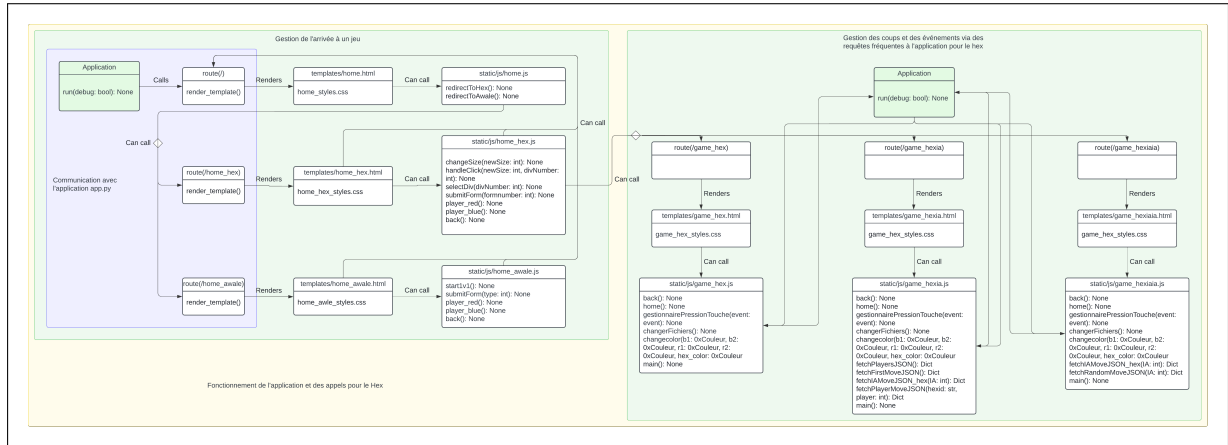 Gestion de l'arrivée à un jeu
Application
run(debug: bool): None
Calls
route(/)
render_template()
Renders
templates/home.html
home_styles.css
Can call
static/js/home.js
redirectToHex(): None
redirectToAwale(): None
Can call
Can call
Communication avec
l'application app.py
route(/home_hex)
render_template()
Renders
templates/home_hex.html
home_hex_styles.css
Can call
static/js/home_hex.js
changeSize(newSize: int): None
handleClick(newSize: int, divNumber:
int): None
selectDiv(divNumber: int): None
submitForm(formnumber: int): None
player_red(): None
player_blue(): None
back(): None
Can call
route(/home_awale)
render_template()
Renders
templates/home_awale.html
home_awle_styles.css
Can call
static/js/home_awale.js
start1v1(): None
submitForm(type: int): None
player_red(): None
player_blue(): None
back(): None
Fonctionnement de l'application et des appels pour le Hex
Gestion des coups et des événements via des
requêtes fréquentes à l'application pour le hex
Application
run(debug: bool): None
route(/game_hex)
Renders
templates/game_hex.html
game_hex_styles.css
Can call
static/js/game_hex.js
back(): None
home(): None
gestionnairePressionTouche(event:
event): None
changerFichiers(): None
changecolor(b1: 0xCouleur, b2:
0xCouleur, r1: 0xCouleur, r2:
0xCouleur, hex_color: 0xCouleur
main(): None
route(/game_hexia)
Renders
templates/game_hexia.html
game_hex_styles.css
Can call
static/js/game_hexia.js
back(): None
home(): None
gestionnairePressionTouche(event:
event): None
changerFichiers(): None
changecolor(b1: 0xCouleur, b2:
0xCouleur, r1: 0xCouleur, r2:
0xCouleur, hex_color: 0xCouleur
fetchPlayersJSON(): Dict
fetchFirstMoveJSON(): Dict
fetchIAMoveJSON_hex(IA: int): Dict
fetchPlayerMoveJSON(hexid: str,
player: int): Dict
main(): None
route(/game_hexiaia)
Renders
templates/game_hexiaia.html
game_hex_styles.css
Can call
static/js/game_hexiaia.js
back(): None
home(): None
gestionnairePressionTouche(event:
event): None
changerFichiers(): None
changecolor(b1: 0xCouleur, b2:
0xCouleur, r1: 0xCouleur, r2:
0xCouleur, hex_color: 0xCouleur
fetchIAMoveJSON_hex(IA: int): Dict
fetchRandomMoveJSON(IA: int): Dict
main(): None